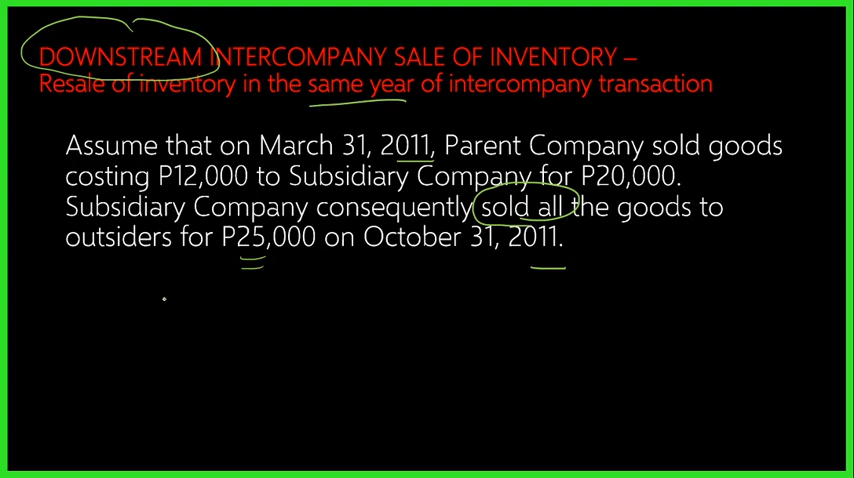 DOWNSTREAM INTERCOMPANY SALE OF INVENTORY –
Resale of inventory in the same year of intercompany transaction
Assume that on March 31, 2011, Parent Company sold goods
costing P12,000 to Subsidiary Company for P20,000.
Subsidiary Company consequently sold all the goods to
outsiders for P25,000 on October 31, 2011.